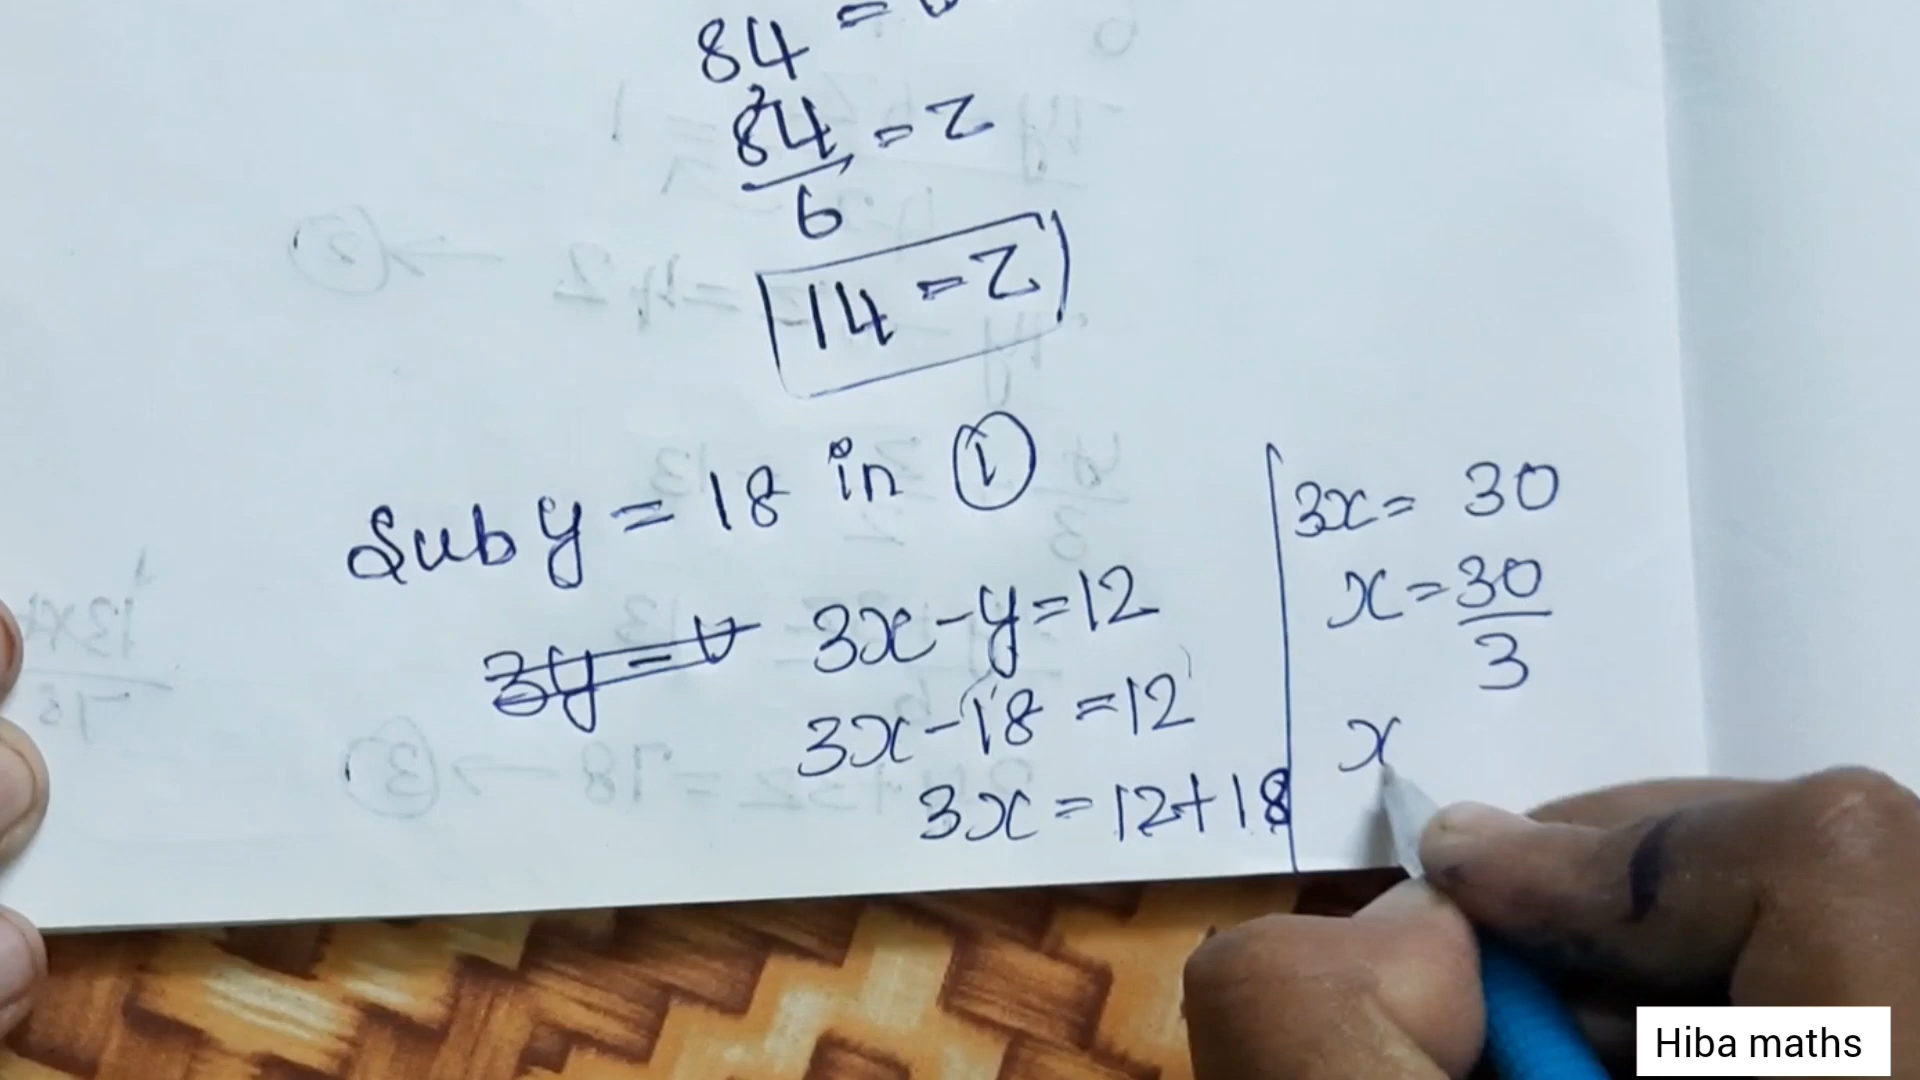 84 =
84/6 = z
14 = z
Sub y = 18 in ①
3y = 0 3x - y = 12
3x - 18 = 12
3x = 12 + 18
3x = 30
x = 30/3
x
Hiba maths